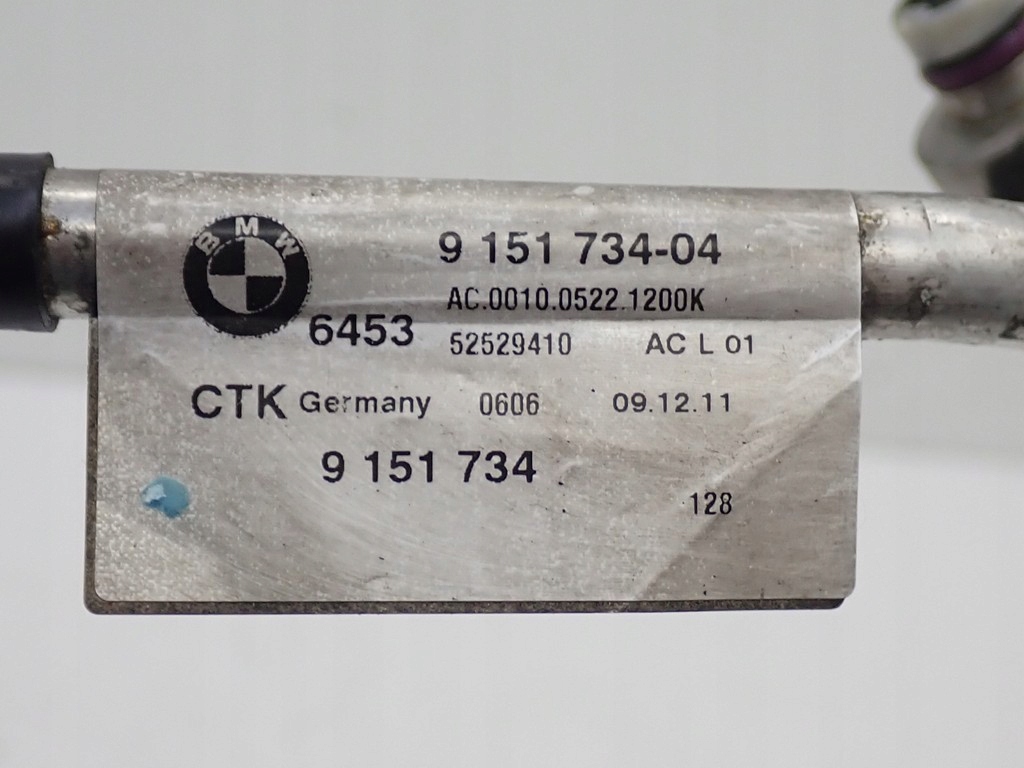 BMW
9 151 734-04
AC.0010.0522.1200K
6453
52529410 AC L 01
CTK Germany 0606 09.12.11
9 151 734
128